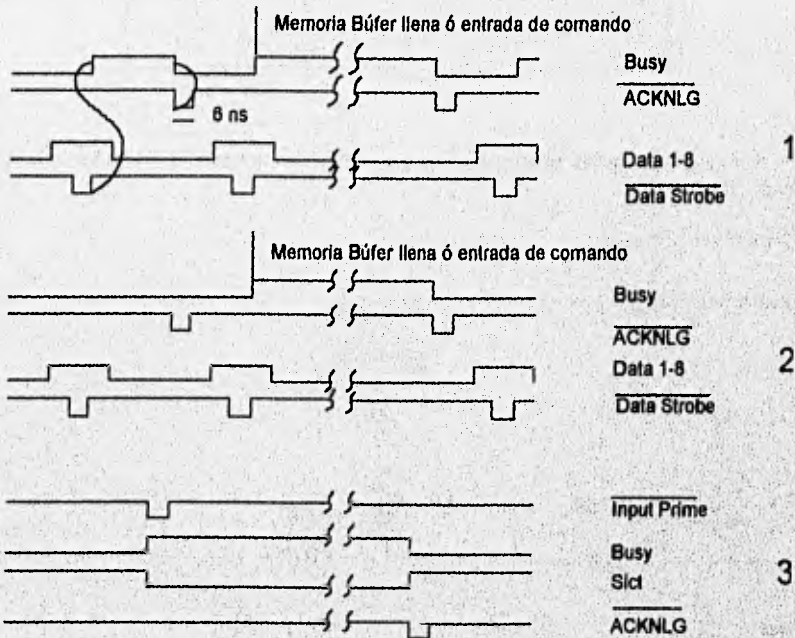 Memoria Búfer llena ó entrada de comando
Busy
ACKNLG
6 ns
Data 1-8
1
Data Strobe
Memoria Búfer llena ó entrada de comando
Busy
ACKNLG
Data 1-8
2
Data Strobe
Input Prime
Busy
Slct
3
ACKNLG